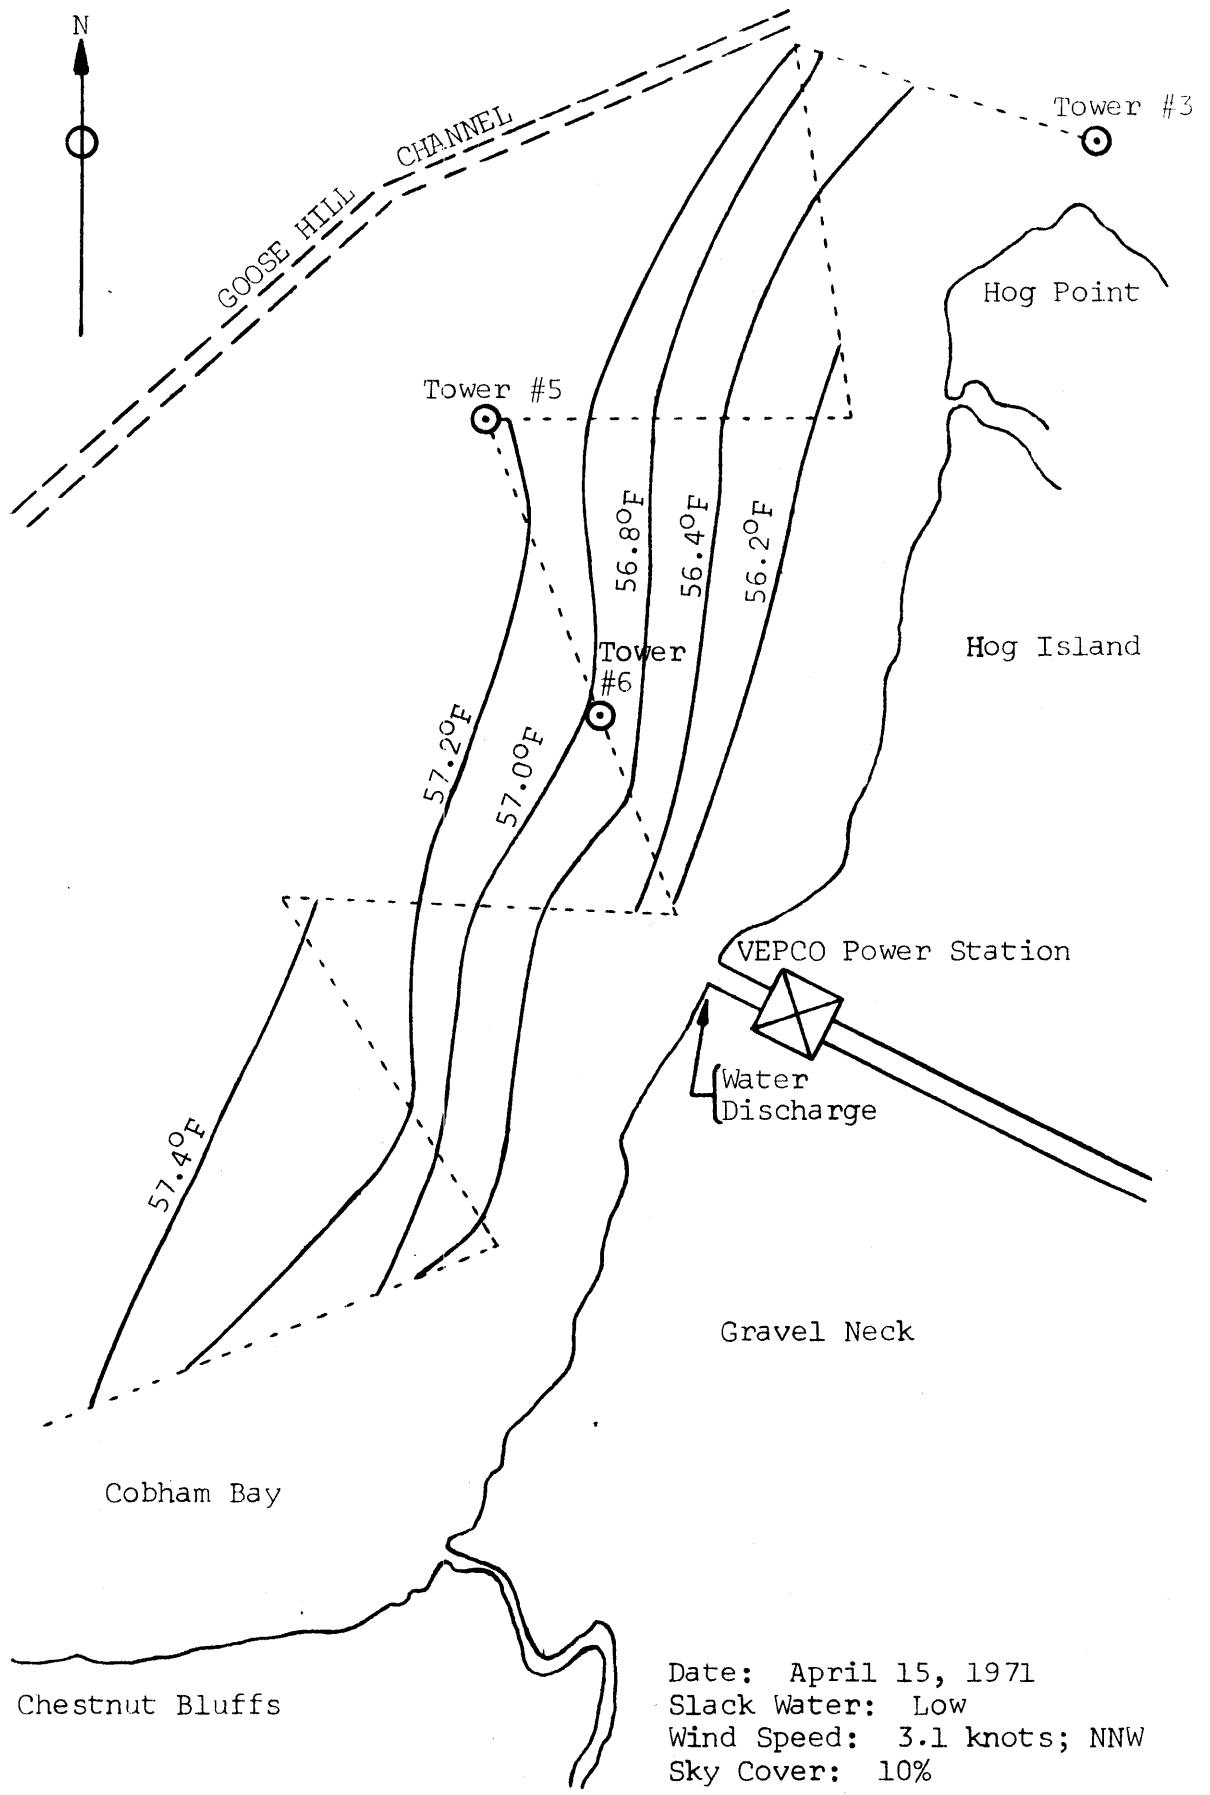 N
Tower #3
GOOSE HILL CHANNEL
Hog Point
Tower #5
56.8°F
56.4°F
56.2°F
Hog Island
Tower
#6
57.2°F
57.0°F
VEPCO Power Station
Water
Discharge
57.4°F
Gravel Neck
Cobham Bay
Chestnut Bluffs
Date: April 15, 1971
Slack Water: Low
Wind Speed: 3.1 knots; NNW
Sky Cover: 10%